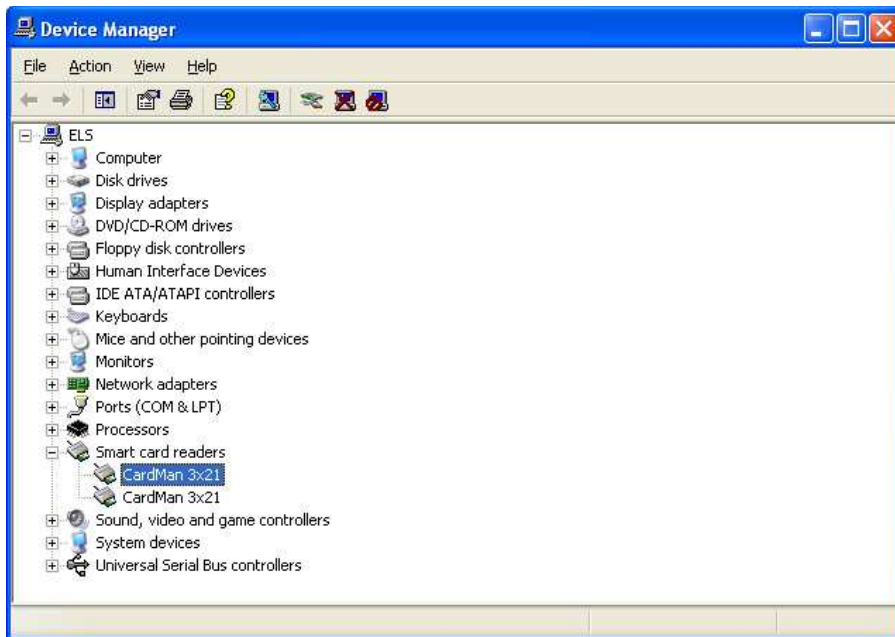 Device Manager
File Action View Help
ELS
Computer
Disk drives
Display adapters
DVD/CD-ROM drives
Floppy disk controllers
Human Interface Devices
IDE ATA/ATAPI controllers
Keyboards
Mice and other pointing devices
Monitors
Network adapters
Ports (COM & LPT)
Processors
Smart card readers
CardMan 3x21
CardMan 3x21
Sound, video and game controllers
System devices
Universal Serial Bus controllers